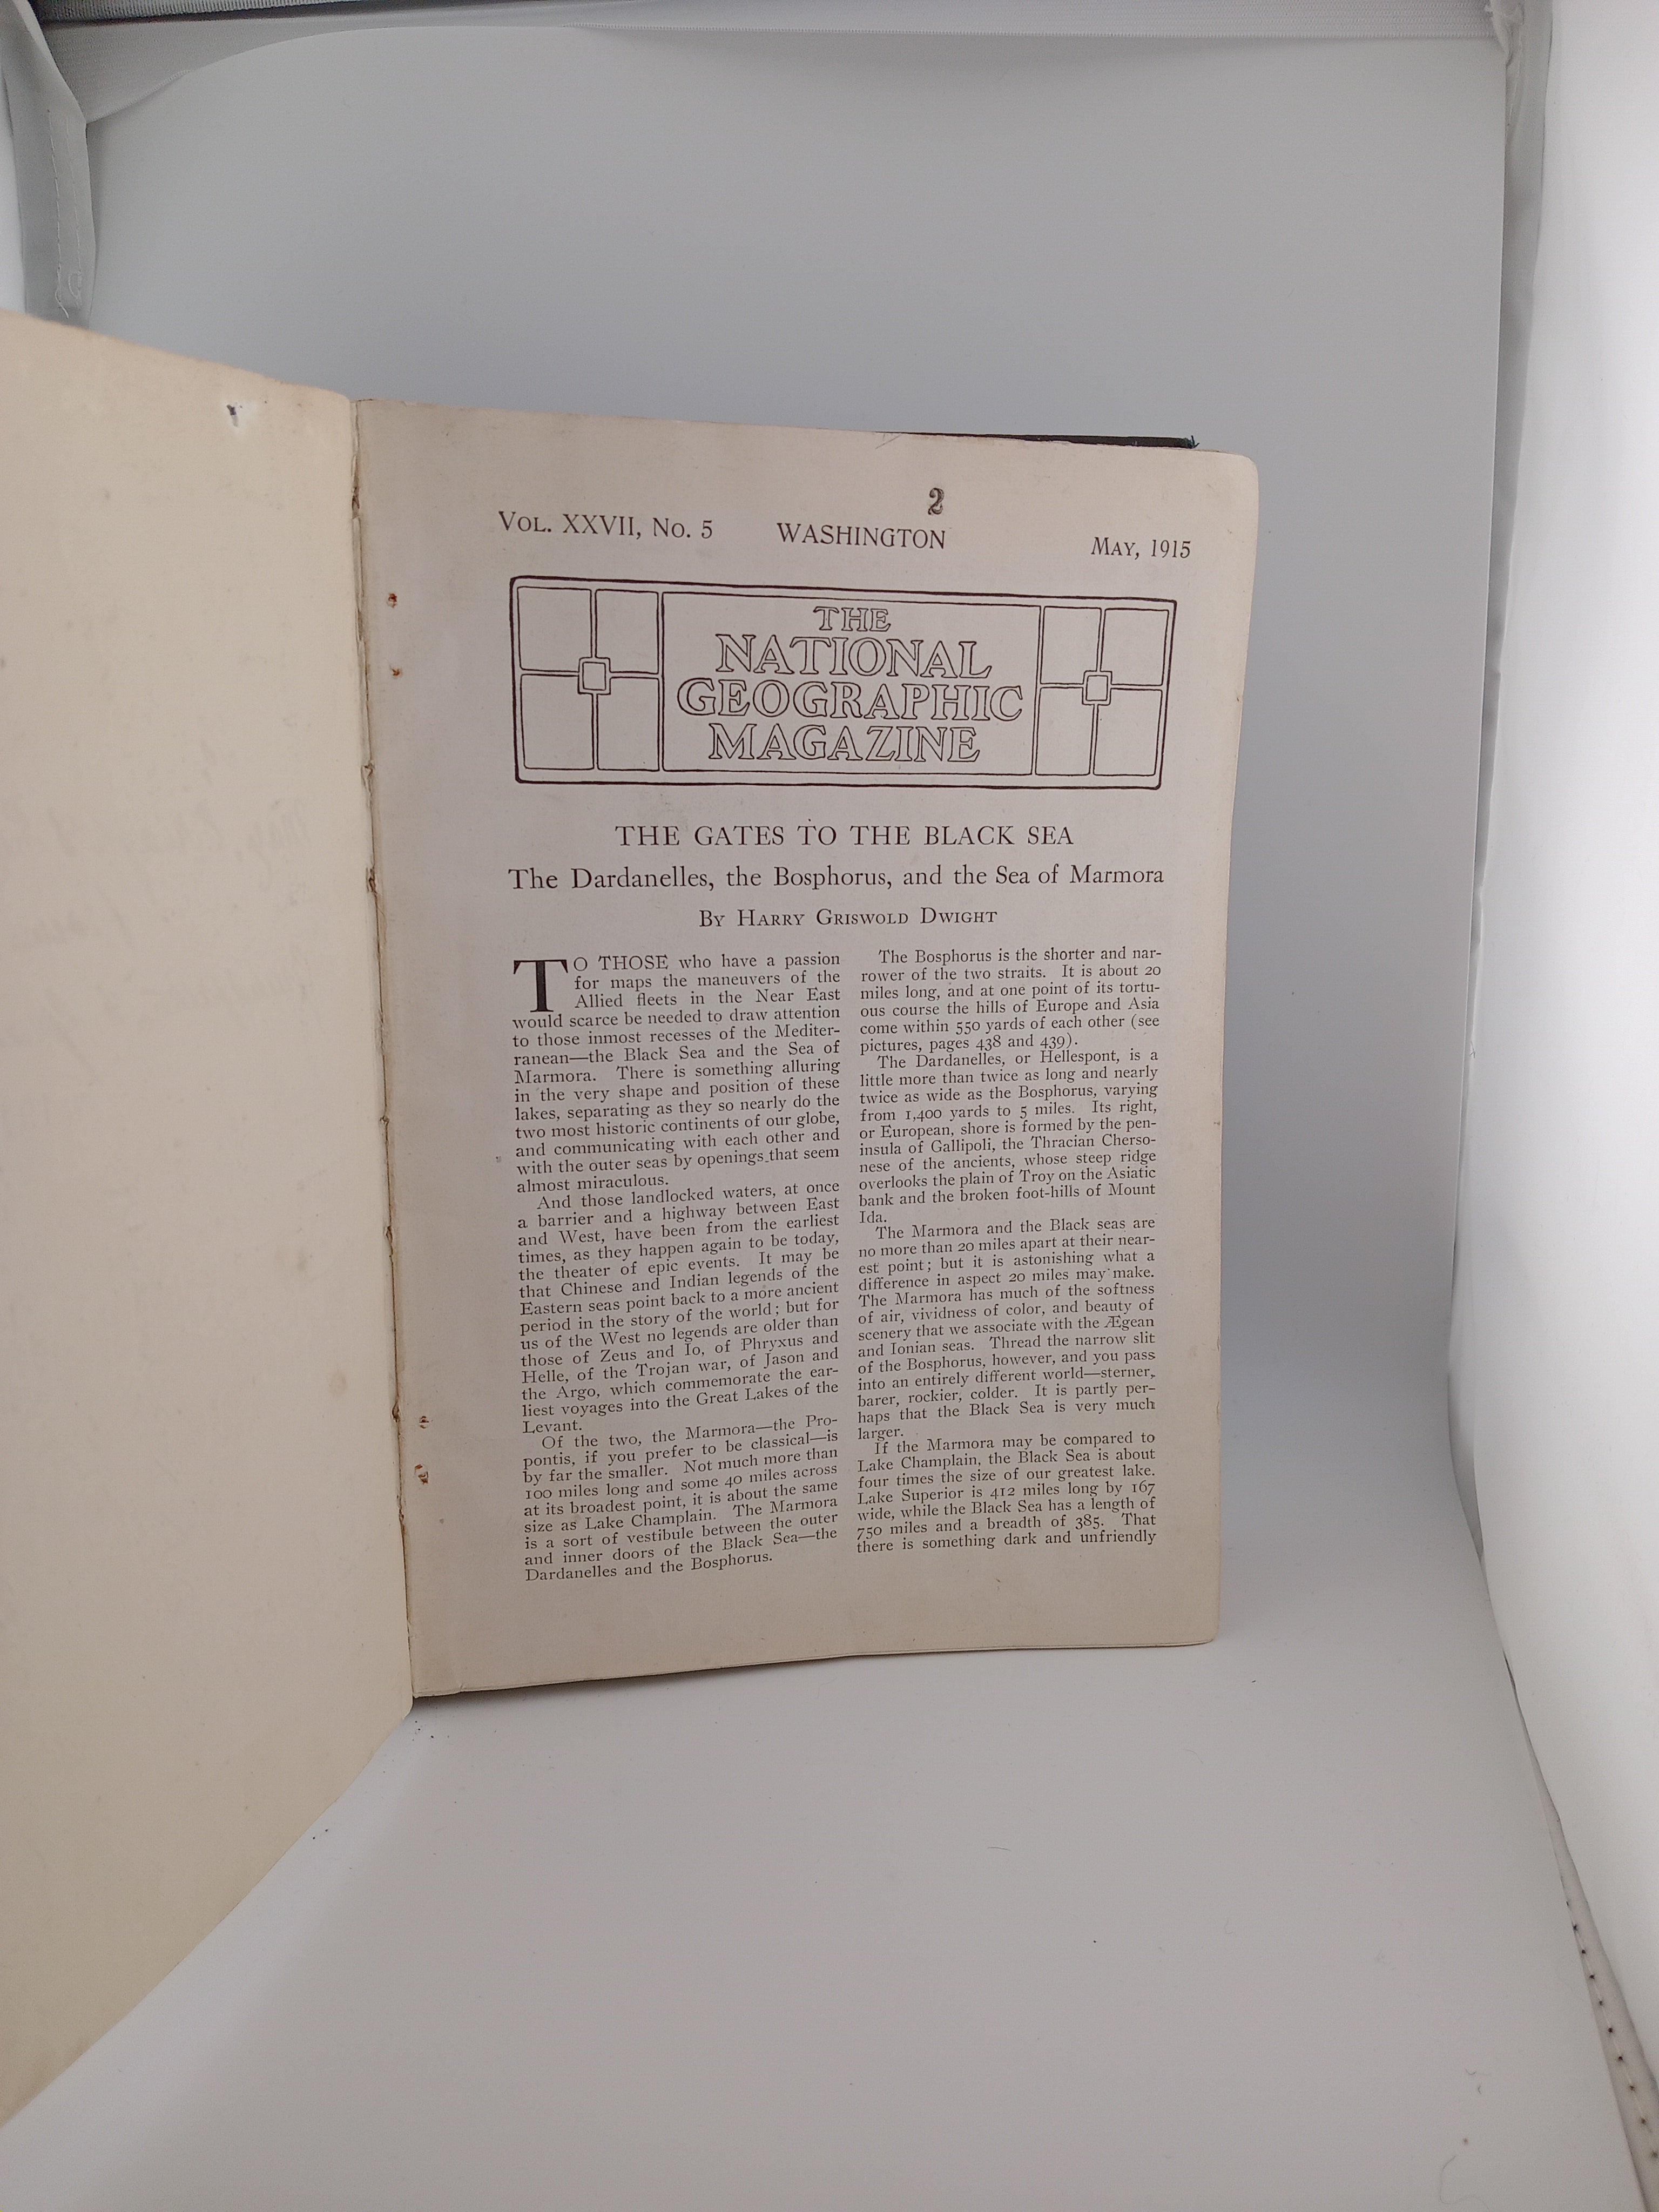 2
VOL. XXVII, No. 5 WASHINGTON MAY, 1915
THE
NATIONAL
GEOGRAPHIC
MAGAZINE
THE GATES TO THE BLACK SEA
The Dardanelles, the Bosphorus, and the Sea of Marmora
BY HARRY GRISWOLD DWIGHT
TO THOSE who have a passion
for maps the maneuvers of the
Allied fleets in the Near East
would scarce be needed to draw attention
to those inmost recesses of the Mediter-
ranean—the Black Sea and the Sea of
Marmora. There is something alluring
in the very shape and position of these
lakes, separating as they so nearly do the
two most historic continents of our globe,
and communicating with each other and
with the outer seas by openings that seem
almost miraculous.
And those landlocked waters, at once
a barrier and a highway between East
and West, have been from the earliest
times, as they happen again to be today,
the theater of epic events. It may be
that Chinese and Indian legends of the
Eastern seas point back to a more ancient
period in the story of the world; but for
us of the West no legends are older than
those of Zeus and Io, of Phryxus and
Helle, of the Trojan war, of Jason and
the Argo, which commemorate the ear-
liest voyages into the Great Lakes of the
Levant.
Of the two, the Marmora—the Pro-
pontis, if you prefer to be classical—is
by far the smaller. Not much more than
100 miles long and some 40 miles across
at its broadest point, it is about the same
size as Lake Champlain. The Marmora
is a sort of vestibule between the outer
and inner doors of the Black Sea—the
Dardanelles and the Bosphorus.
The Bosphorus is the shorter and nar-
rower of the two straits. It is about 20
miles long, and at one point of its tortu-
ous course the hills of Europe and Asia
come within 550 yards of each other (see
pictures, pages 438 and 439).
The Dardanelles, or Hellespont, is a
little more than twice as long and nearly
twice as wide as the Bosphorus, varying
from 1,400 yards to 5 miles. Its right,
or European, shore is formed by the pen-
insula of Gallipoli, the Thracian Cherso-
nese of the ancients, whose steep ridge
overlooks the plain of Troy on the Asiatic
bank and the broken foot-hills of Mount
Ida.
The Marmora and the Black seas are
no more than 20 miles apart at their near-
est point; but it is astonishing what a
difference in aspect 20 miles may make.
The Marmora has much of the softness
of air, vividness of color, and beauty of
scenery that we associate with the Ægean
and Ionian seas. Thread the narrow slit
of the Bosphorus, however, and you pass
into an entirely different world—sterner,
barer, rockier, colder. It is partly per-
haps that the Black Sea is very much
larger.
If the Marmora may be compared to
Lake Champlain, the Black Sea is about
four times the size of our greatest lake.
Lake Superior is 412 miles long by 167
wide, while the Black Sea has a length of
750 miles and a breadth of 385. That
there is something dark and unfriendly